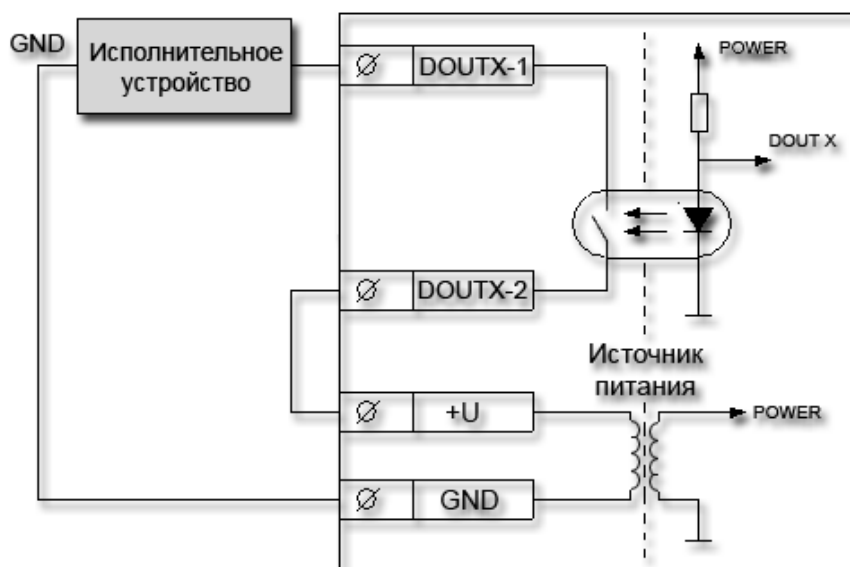 GND
Исполнительное
устройство
DOUTX-1
POWER
DOUT X
DOUTX-2
Источник
питания
+U
POWER
GND